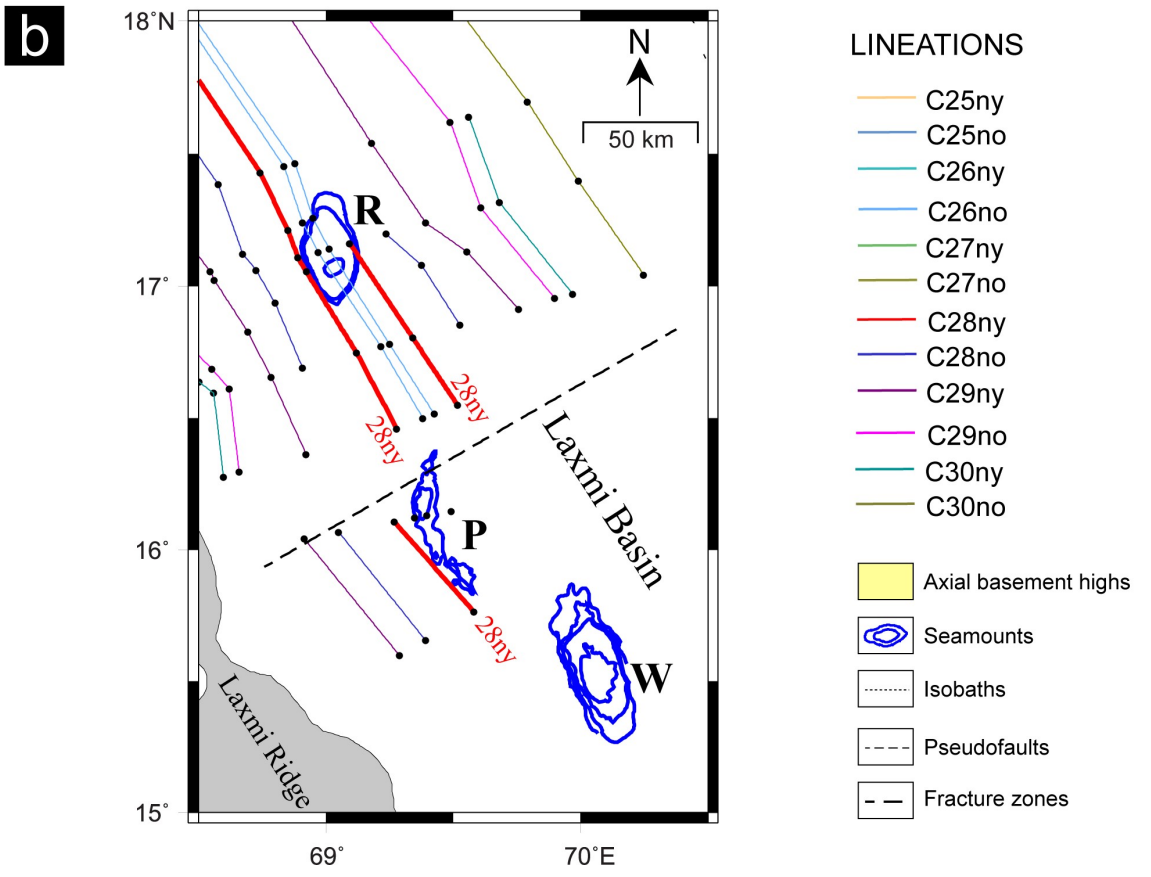 b
18°N
17°
16°
15°
69°
70°E
N
50 km
R
28ny
28ny
Laxmi Basin
P
28ny
W
Laxmi Ridge
LINEATIONS
C25ny
C25no
C26ny
C26no
C27ny
C27no
C28ny
C28no
C29ny
C29no
C30ny
C30no
Axial basement highs
Seamounts
Isobaths
Pseudofaults
Fracture zones